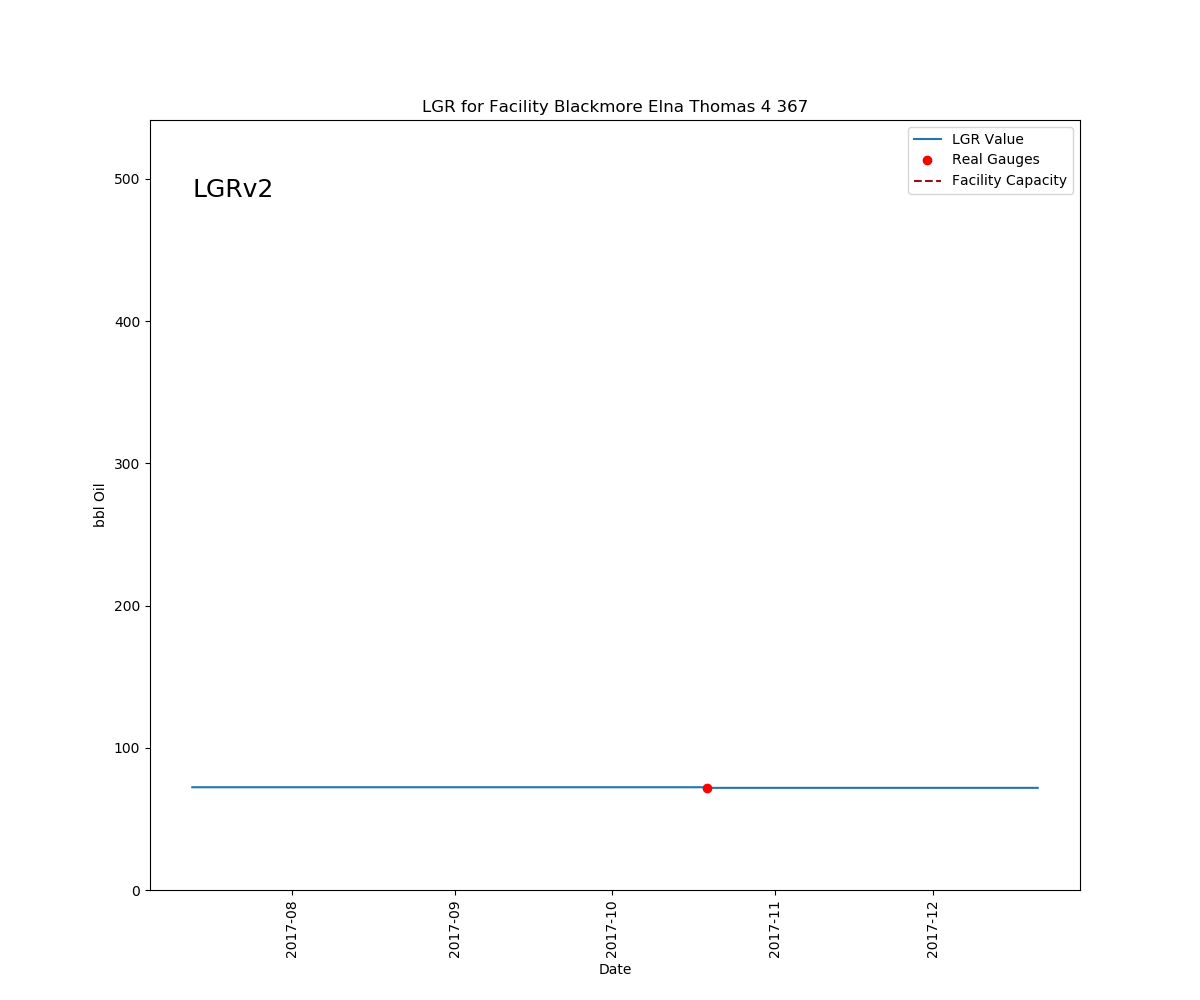 LGR for Facility Blackmore Elna Thomas 4 367
LGRv2
LGR Value
Real Gauges
Facility Capacity
500
400
300
200
100
0
bbl Oil
2017-08
2017-09
2017-10
2017-11
2017-12
Date